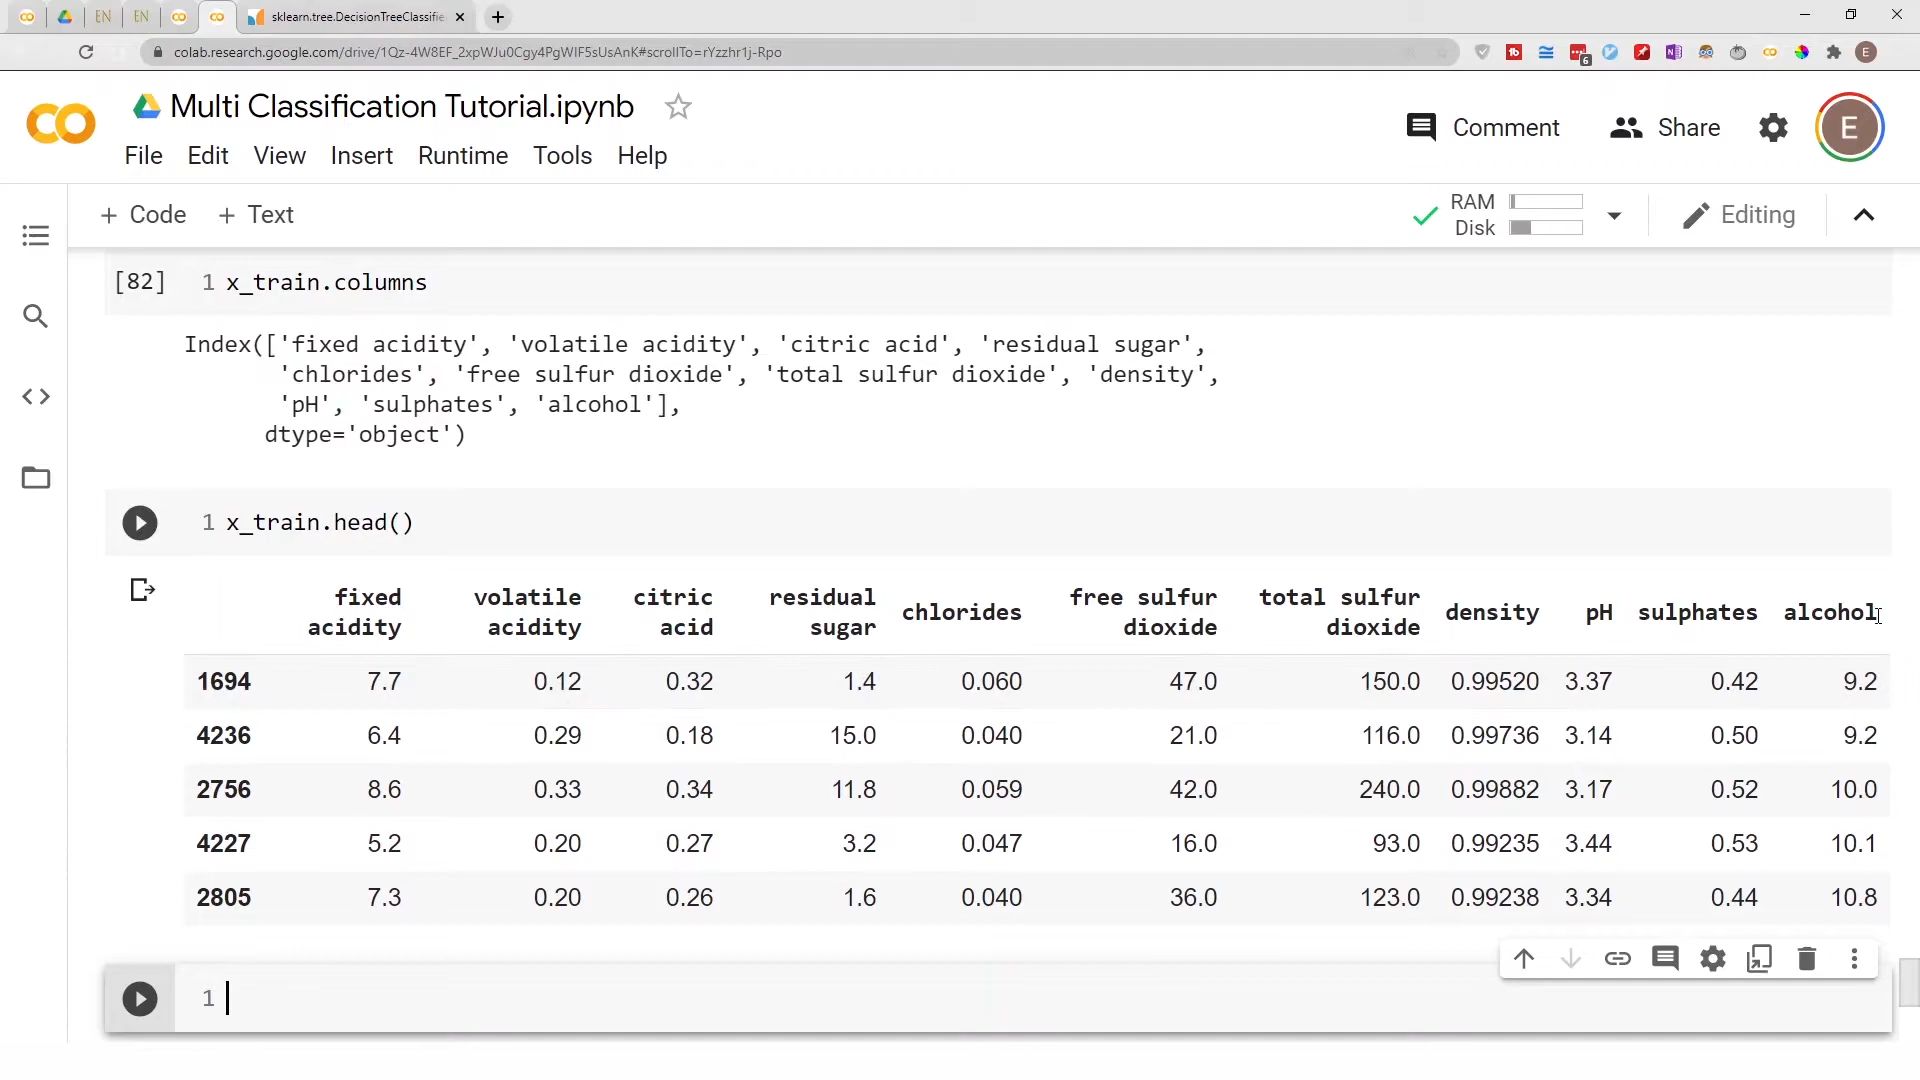 EN
EN
sklearn.tree.DecisionTreeClassifie
colab.research.google.com/drive/1Qz-4W8EF_2xpWJu0Cgy4PgWIF5sUsAnK#scrollTo=rYzzhr1j-Rpo
6
E
CO
Multi Classification Tutorial.ipynb
Comment
Share
E
File Edit View Insert Runtime Tools Help
+ Code + Text
RAM
Disk
Editing
[82] 1 x_train.columns
Index(['fixed acidity', 'volatile acidity', 'citric acid', 'residual sugar',
'chlorides', 'free sulfur dioxide', 'total sulfur dioxide', 'density',
'pH', 'sulphates', 'alcohol'],
dtype='object')
1 x_train.head()
fixed acidity volatile acidity citric acid residual sugar chlorides free sulfur dioxide total sulfur dioxide density pH sulphates alcohol
1694 7.7 0.12 0.32 1.4 0.060 47.0 150.0 0.99520 3.37 0.42 9.2
4236 6.4 0.29 0.18 15.0 0.040 21.0 116.0 0.99736 3.14 0.50 9.2
2756 8.6 0.33 0.34 11.8 0.059 42.0 240.0 0.99882 3.17 0.52 10.0
4227 5.2 0.20 0.27 3.2 0.047 16.0 93.0 0.99235 3.44 0.53 10.1
2805 7.3 0.20 0.26 1.6 0.040 36.0 123.0 0.99238 3.34 0.44 10.8
1